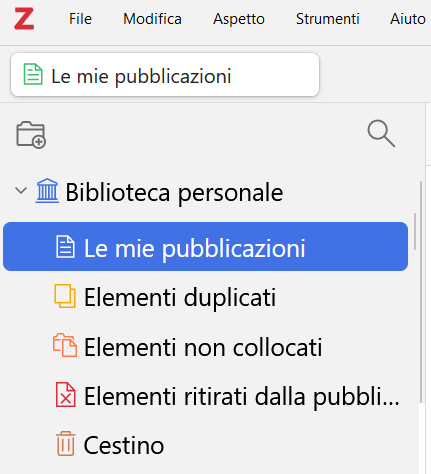 Z File Modifica Aspetto Strumenti Aiuto
Le mie pubblicazioni
Biblioteca personale
Le mie pubblicazioni
Elementi duplicati
Elementi non collocati
Elementi ritirati dalla pubbli...
Cestino